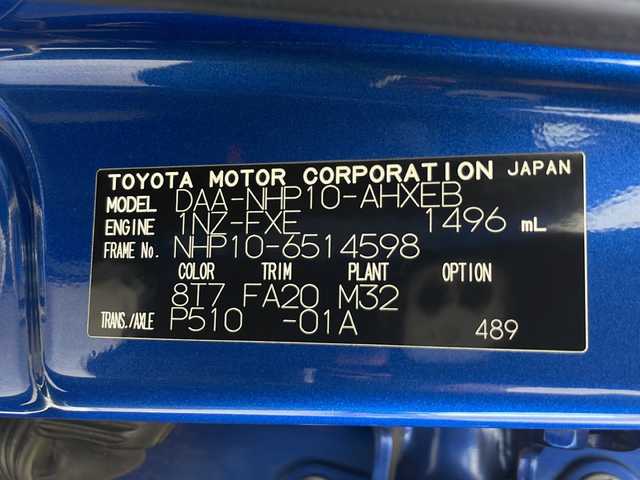 TOYOTA MOTOR CORPORATION JAPAN
MODEL DAA-NHP10-AHXEB
ENGINE 1NZ-FXE 1496 mL
FRAME No. NHP10-6514598
COLOR TRIM PLANT OPTION
8T7 FA20 M32
TRANS./AXLE P510 -01A 489